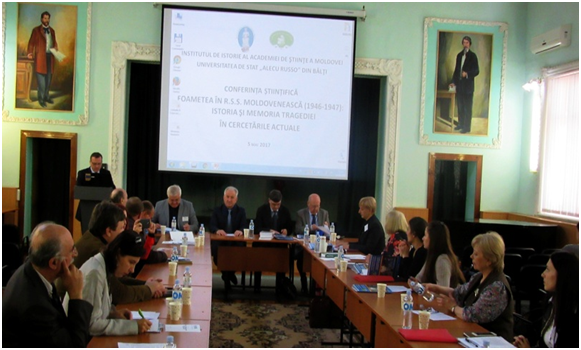 INSTITUTUL DE ISTORIE AL ACADEMIEI DE ȘTIINȚE A MOLDOVEI
UNIVERSITATEA DE STAT „ALECU RUSSO” DIN BĂLȚI
CONFERINȚA ȘTIINȚIFICĂ
FOAMETEA ÎN R.S.S. MOLDOVENEASCĂ (1946-1947):
ISTORIA ȘI MEMORIA TRAGEDIEI
ÎN CERCETĂRILE ACTUALE